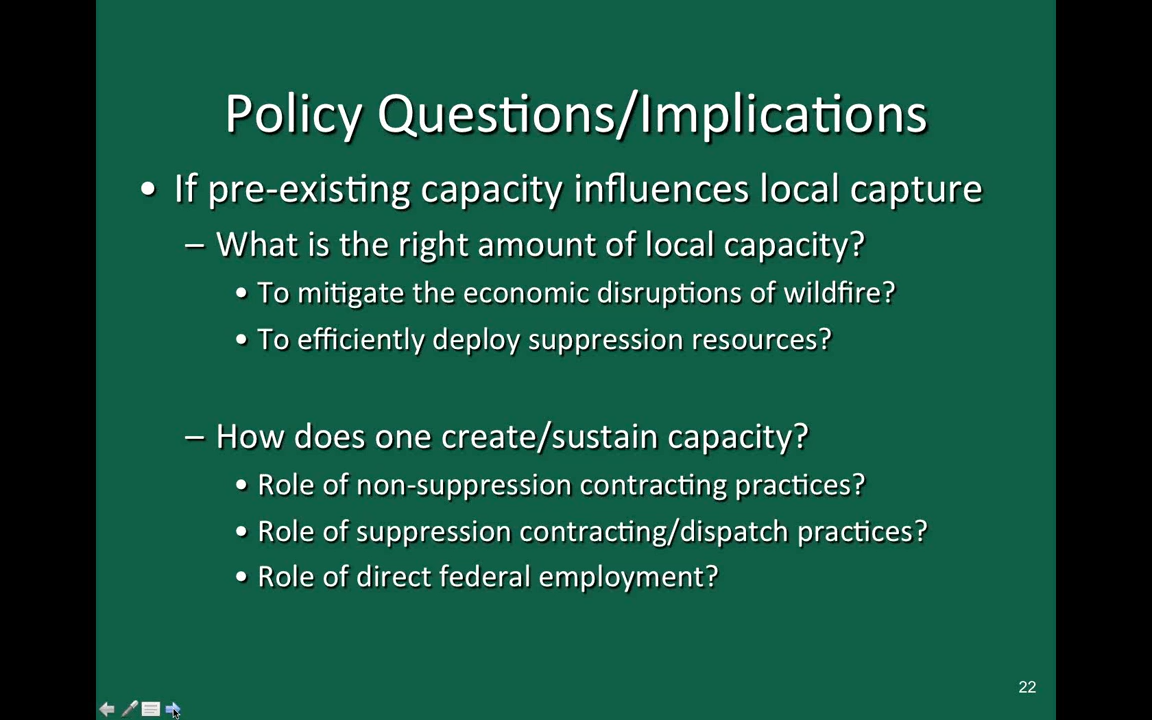 Policy Questions/Implications
• If pre-existing capacity influences local capture
– What is the right amount of local capacity?
• To mitigate the economic disruptions of wildfire?
• To efficiently deploy suppression resources?
– How does one create/sustain capacity?
• Role of non-suppression contracting practices?
• Role of suppression contracting/dispatch practices?
• Role of direct federal employment?
22